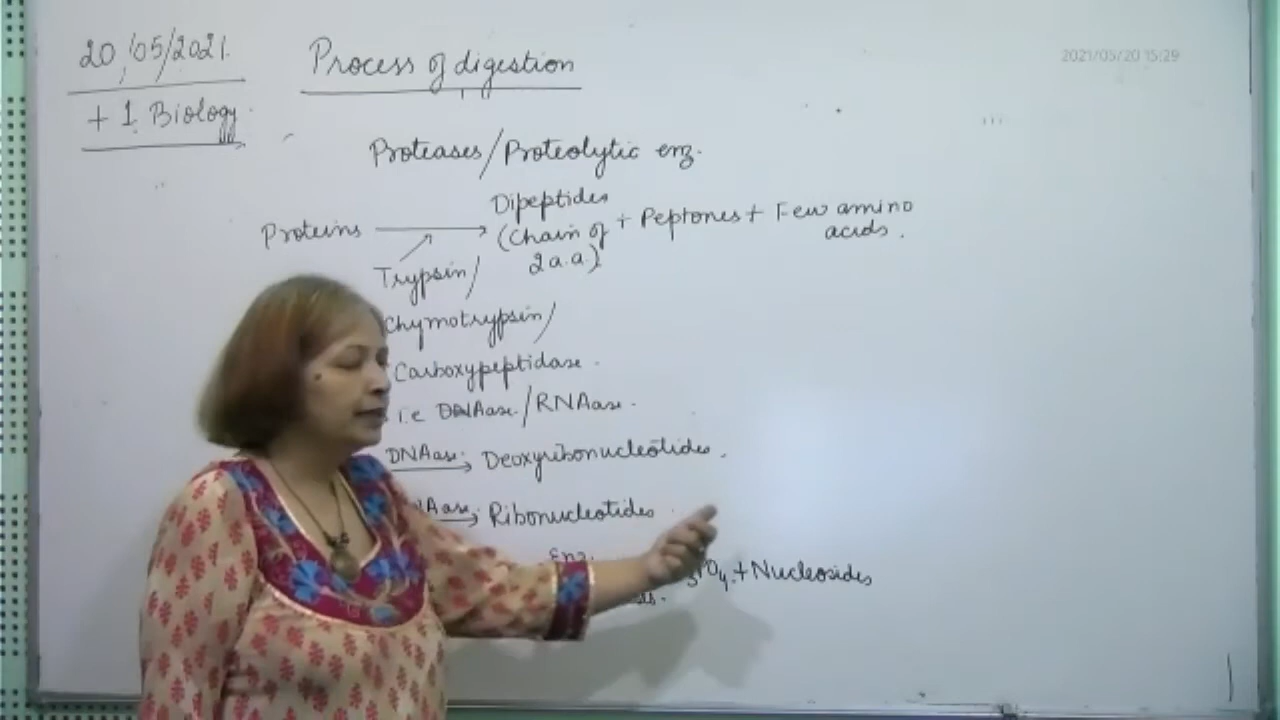 20/05/2021.
+1 Biology
Process of digestion
2021/05/20 15:29
Proteases/Proteolytic enz.
Proteins → Dipeptides (Chain of 2 a.a.) + Peptones + Few amino acids.
Trypsin/
Chymotrypsin/
Carboxypeptidase.
i.e DNAase/RNAase.
DNAase. → Deoxyribonucleotides.
→ Ribonucleotides
Enz.
PO4 + Nucleosides